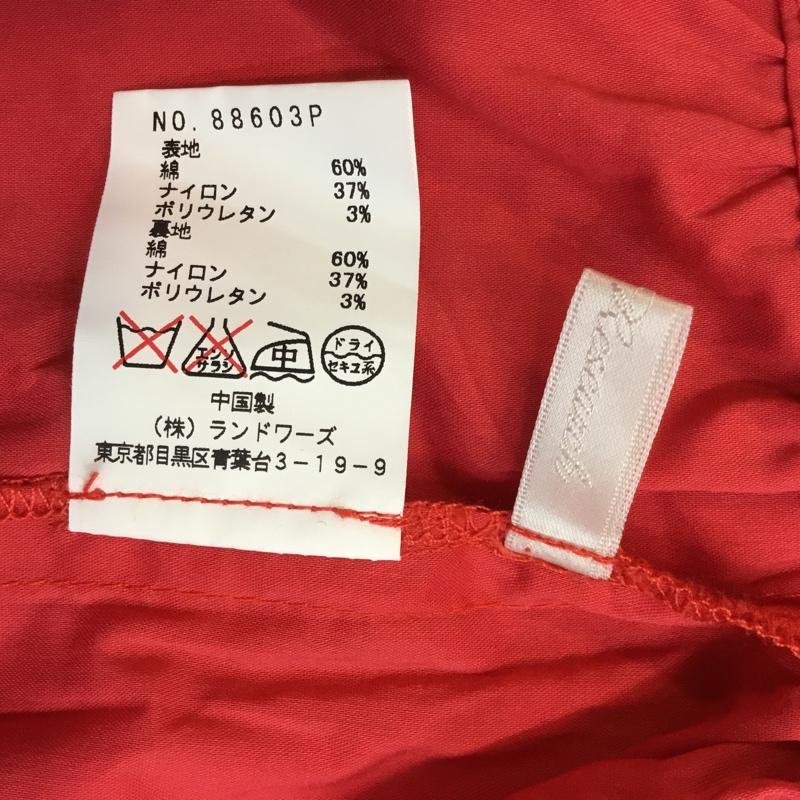 NO. 88603P
表地
綿 60%
ナイロン 37%
ポリウレタン 3%
裏地
綿 60%
ナイロン 37%
ポリウレタン 3%
エンソ
サラシ
中
ドライ
セキユ系
中国製
(株) ランドワーズ
東京都目黒区青葉台3-19-9